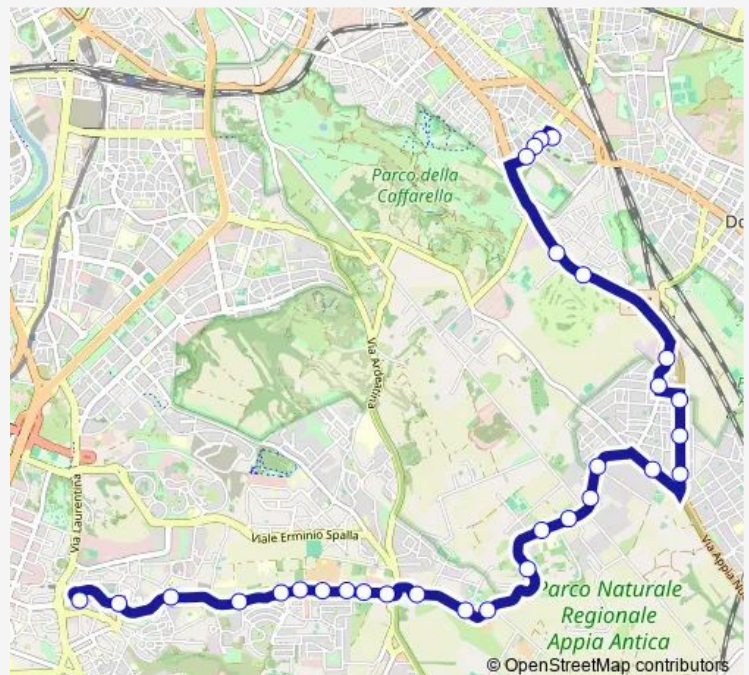 Parco della
Caffarella
Do
Via Ardeatina
Via Laurentina
Viale Erminio Spalla
Via Appia Nu
Parco Naturale
Regionale
Appia Antica
© OpenStreetMap contributors